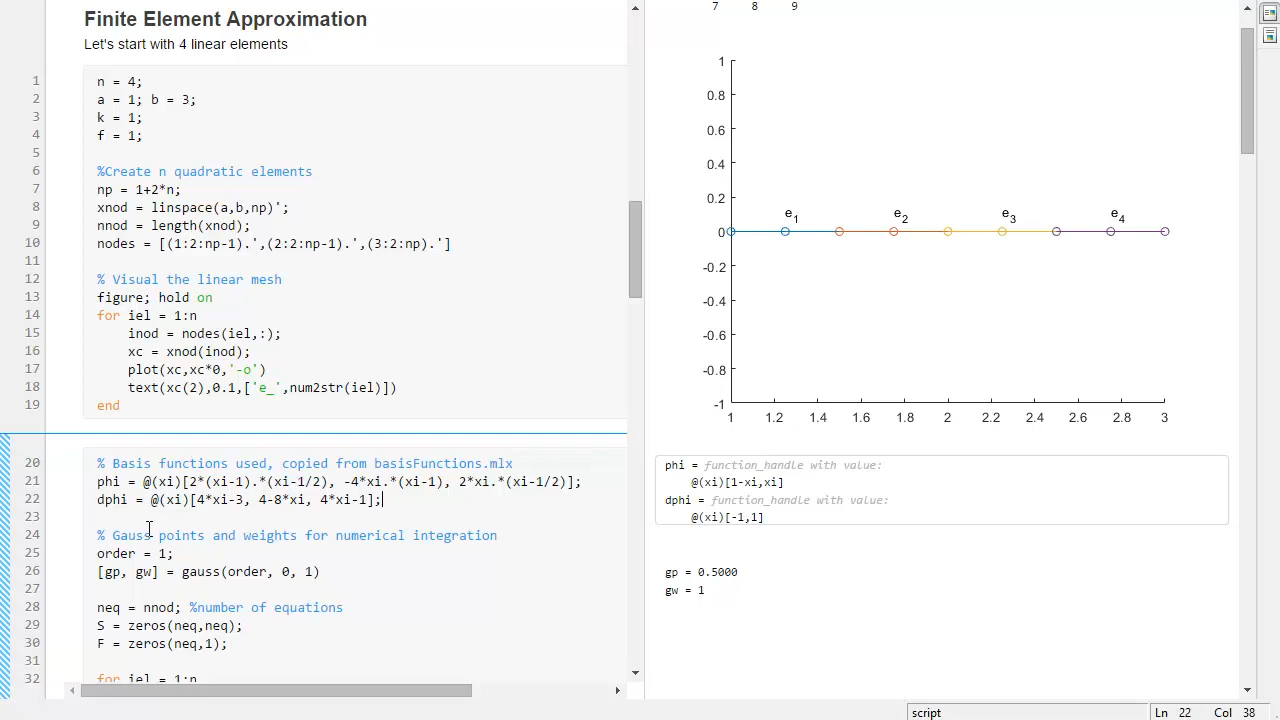 Finite Element Approximation
Let's start with 4 linear elements
1 n = 4;
2 a = 1; b = 3;
3 k = 1;
4 f = 1;
5
6 %Create n quadratic elements
7 np = 1+2*n;
8 xnod = linspace(a,b,np)';
9 nnod = length(xnod);
10 nodes = [(1:2:np-1).',(2:2:np-1).',(3:2:np).']
11
12 % Visual the linear mesh
13 figure; hold on
14 for iel = 1:n
15 inod = nodes(iel,:);
16 xc = xnod(inod);
17 plot(xc,xc*0,'-o')
18 text(xc(2),0.1,['e_',num2str(iel)])
19 end
20 % Basis functions used, copied from basisFunctions.mlx
21 phi = @(xi)[2*(xi-1).*(xi-1/2), -4*xi.*(xi-1), 2*xi.*(xi-1/2)];
22 dphi = @(xi)[4*xi-3, 4-8*xi, 4*xi-1];
23
24 % Gauss points and weights for numerical integration
25 order = 1;
26 [gp, gw] = gauss(order, 0, 1)
27
28 neq = nnod; %number of equations
29 S = zeros(neq,neq);
30 F = zeros(neq,1);
31
32 for iel = 1:n
7 8 9
1
0.8
0.6
0.4
0.2
0
-0.2
-0.4
-0.6
-0.8
-1
e1 e2 e3 e4
1 1.2 1.4 1.6 1.8 2 2.2 2.4 2.6 2.8 3
phi = function_handle with value:
@(xi)[1-xi,xi]
dphi = function_handle with value:
@(xi)[-1,1]
gp = 0.5000
gw = 1
script Ln 22 Col 38